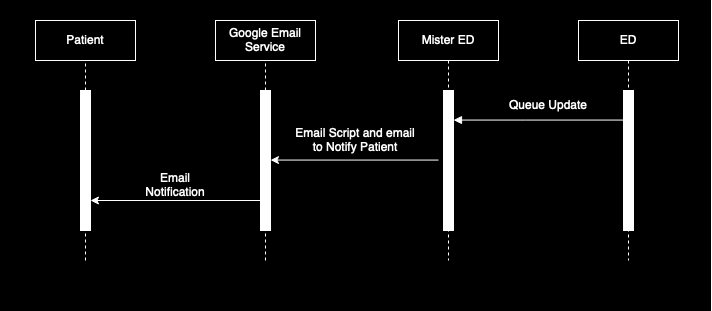 Patient
Google Email
Service
Mister ED
ED
Queue Update
Email Script and email
to Notify Patient
Email
Notification